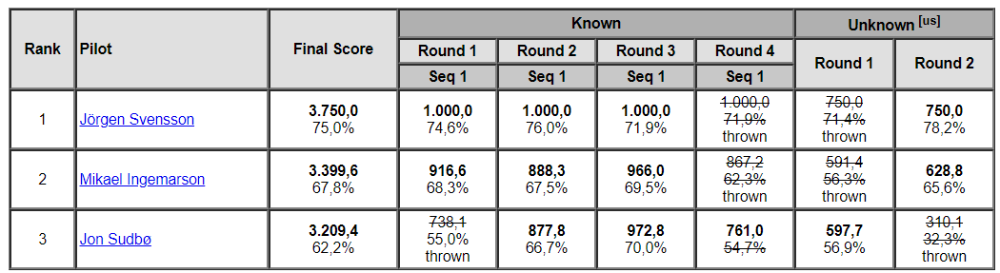 Rank Pilot Final Score Known Unknown [us]
Round 1 Round 2 Round 3 Round 4 Round 1 Round 2
Seq 1 Seq 1 Seq 1 Seq 1
1 Jörgen Svensson 3.750,0 1.000,0 1.000,0 1.000,0 1.000,0 750,0 750,0
75,0% 74,6% 76,0% 71,9% 71,9% 71,4% 78,2%
thrown thrown
2 Mikael Ingemarson 3.399,6 916,6 888,3 966,0 867,2 591,4 628,8
67,8% 68,3% 67,5% 69,5% 62,3% 56,3% 65,6%
thrown thrown
3 Jon Sudbø 3.209,4 738,1 877,8 972,8 761,0 597,7 310,1
62,2% 55,0% 66,7% 70,0% 54,7% 56,9% 32,3%
thrown thrown